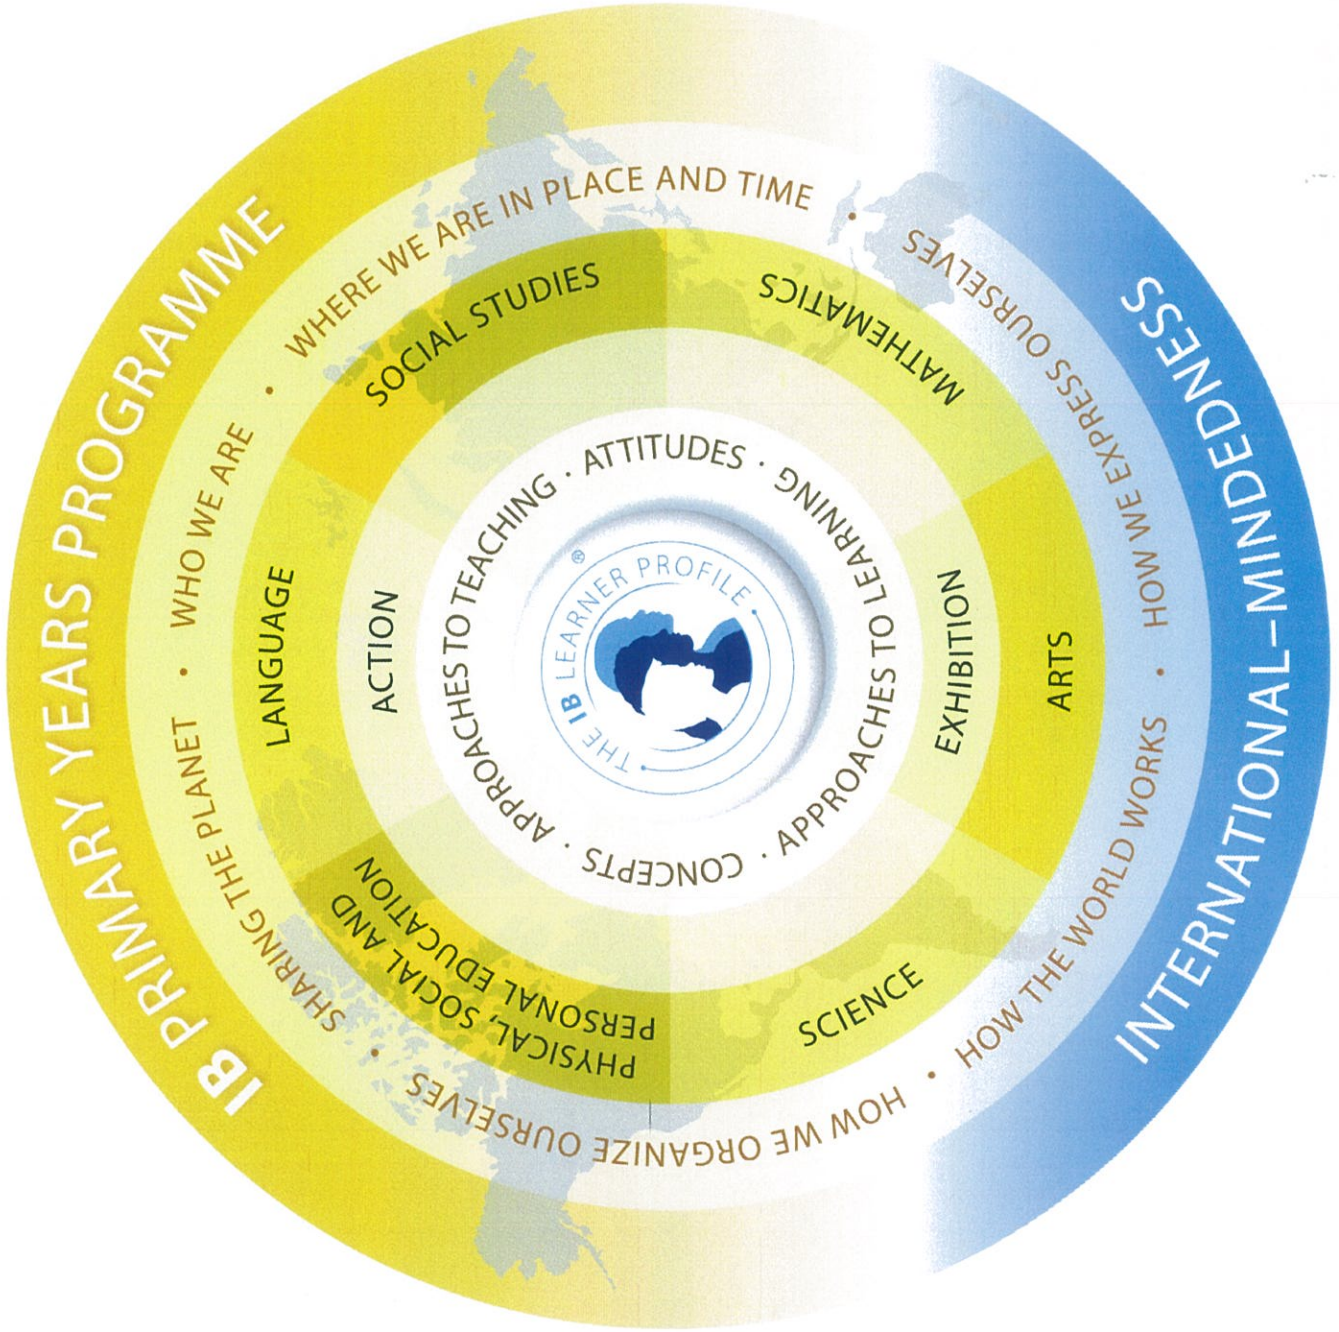 INTERNATIONAL-MINDEDNESS
IB PRIMARY YEARS PROGRAMME
WHO WE ARE
•
WHERE WE ARE IN PLACE AND TIME
•
HOW WE EXPRESS OURSELVES
•
HOW THE WORLD WORKS
•
HOW WE ORGANIZE OURSELVES
•
SHARING THE PLANET
•
LANGUAGE
SOCIAL STUDIES
MATHEMATICS
ARTS
SCIENCE
PHYSICAL, SOCIAL AND
PERSONAL EDUCATION
ACTION
EXHIBITION
APPROACHES TO TEACHING · ATTITUDES · APPROACHES TO LEARNING · CONCEPTS ·
THE IB LEARNER PROFILE
®